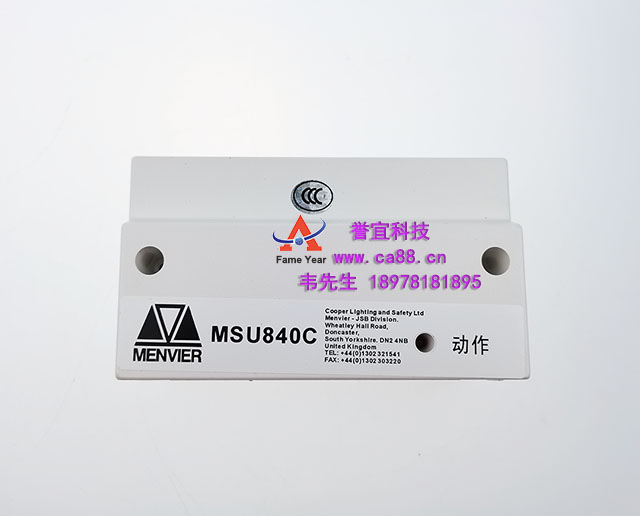 CCC
誉宜科技
Fame Year
www.ca88.cn
韦先生 18978181895
MENVIER
MSU840C
Cooper Lighting and Safety Ltd
Menvier - JSB Division.
Wheatley Hall Road,
Doncaster,
South Yorkshire. DN2 4NB
United Kingdom
TEL: +44(0)1302 321541
FAX: +44(0)1302 303220
动作